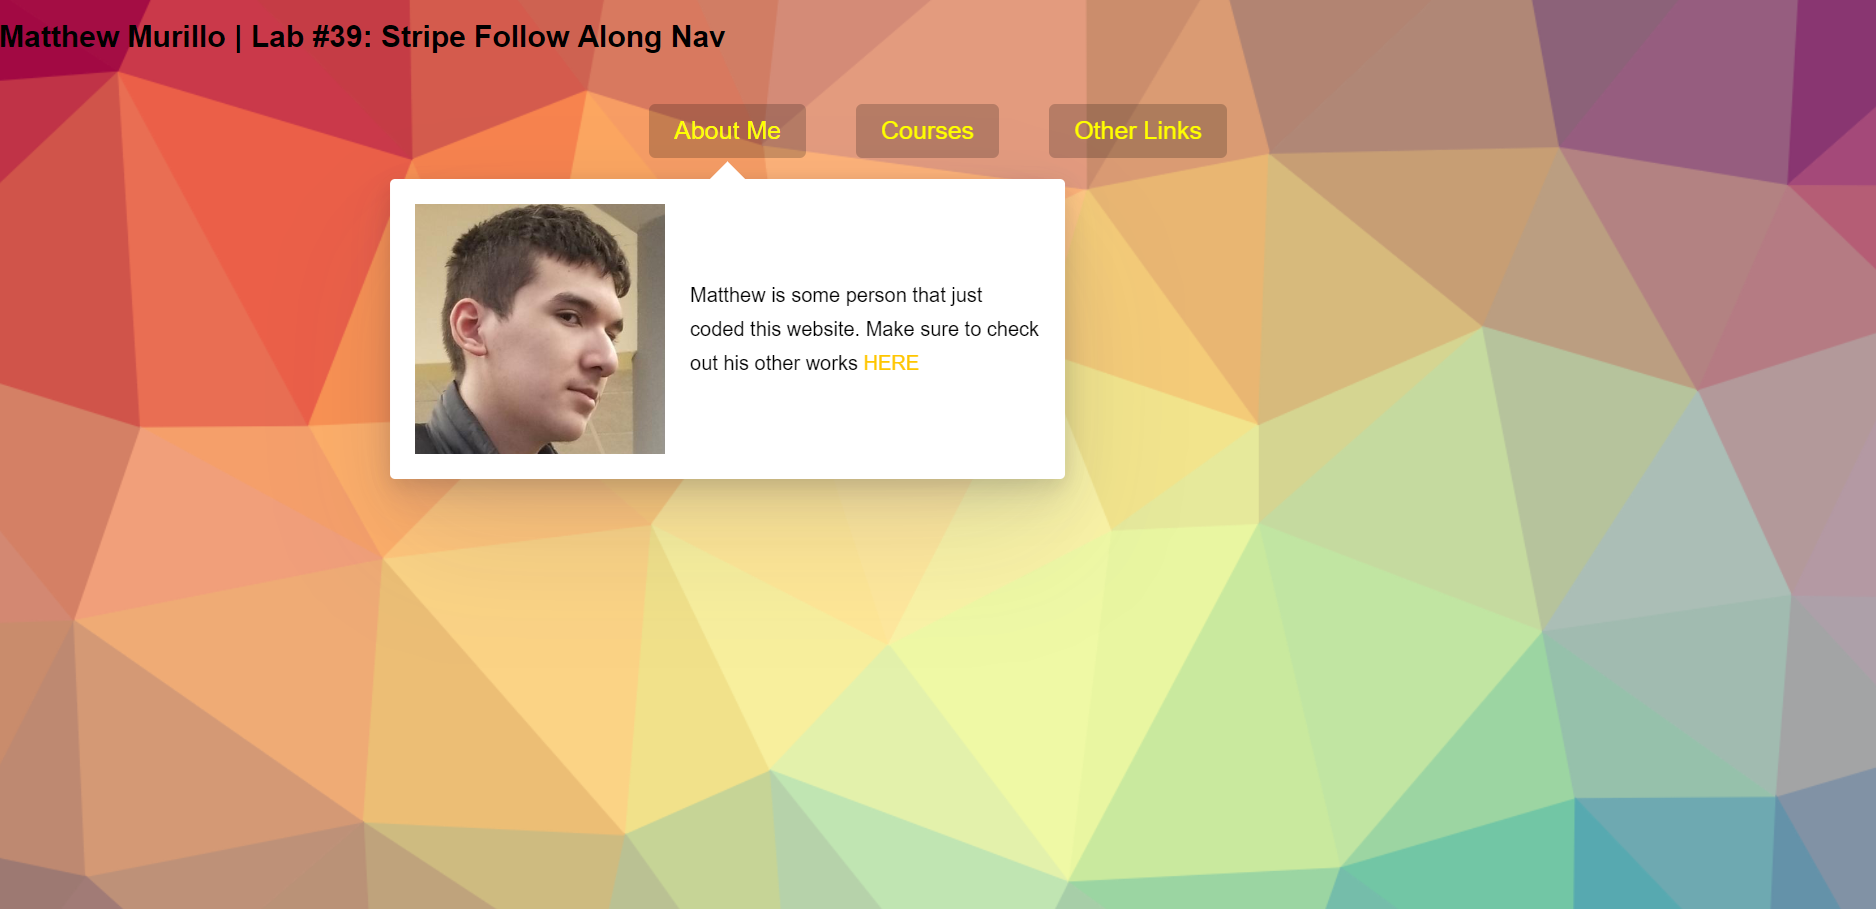 Matthew Murillo | Lab #39: Stripe Follow Along Nav
About Me
Courses
Other Links
Matthew is some person that just
coded this website. Make sure to check
out his other works HERE